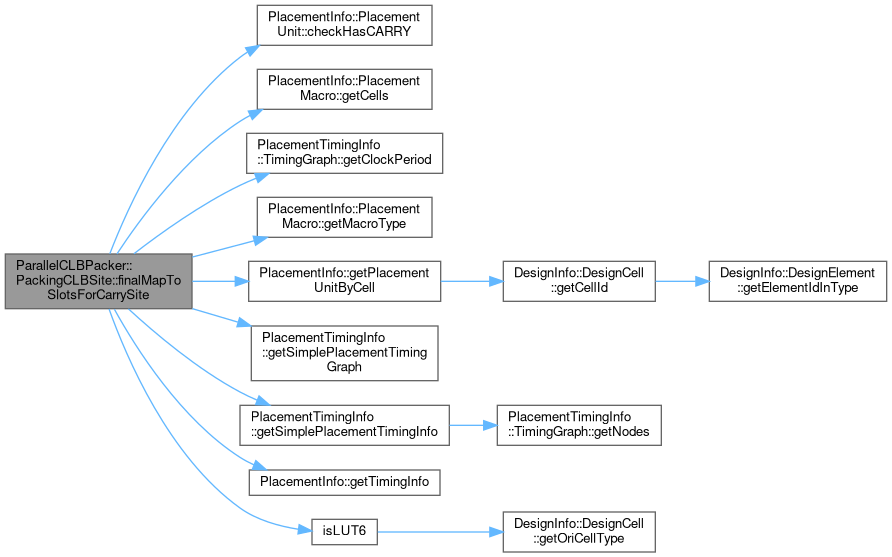 PlacementInfo::Placement
Unit::checkHasCARRY
PlacementInfo::Placement
Macro::getCells
PlacementTimingInfo
::TimingGraph::getClockPeriod
PlacementInfo::Placement
Macro::getMacroType
ParallelCLBPacker::
PackingCLBSite::finalMapTo
SlotsForCarrySite
PlacementInfo::getPlacement
UnitByCell
DesignInfo::DesignCell
::getCellId
DesignInfo::DesignElement
::getElementIdInType
PlacementTimingInfo
::getSimplePlacementTiming
Graph
PlacementTimingInfo
::getSimplePlacementTimingInfo
PlacementTimingInfo
::TimingGraph::getNodes
PlacementInfo::getTimingInfo
isLUT6
DesignInfo::DesignCell
::getOriCellType